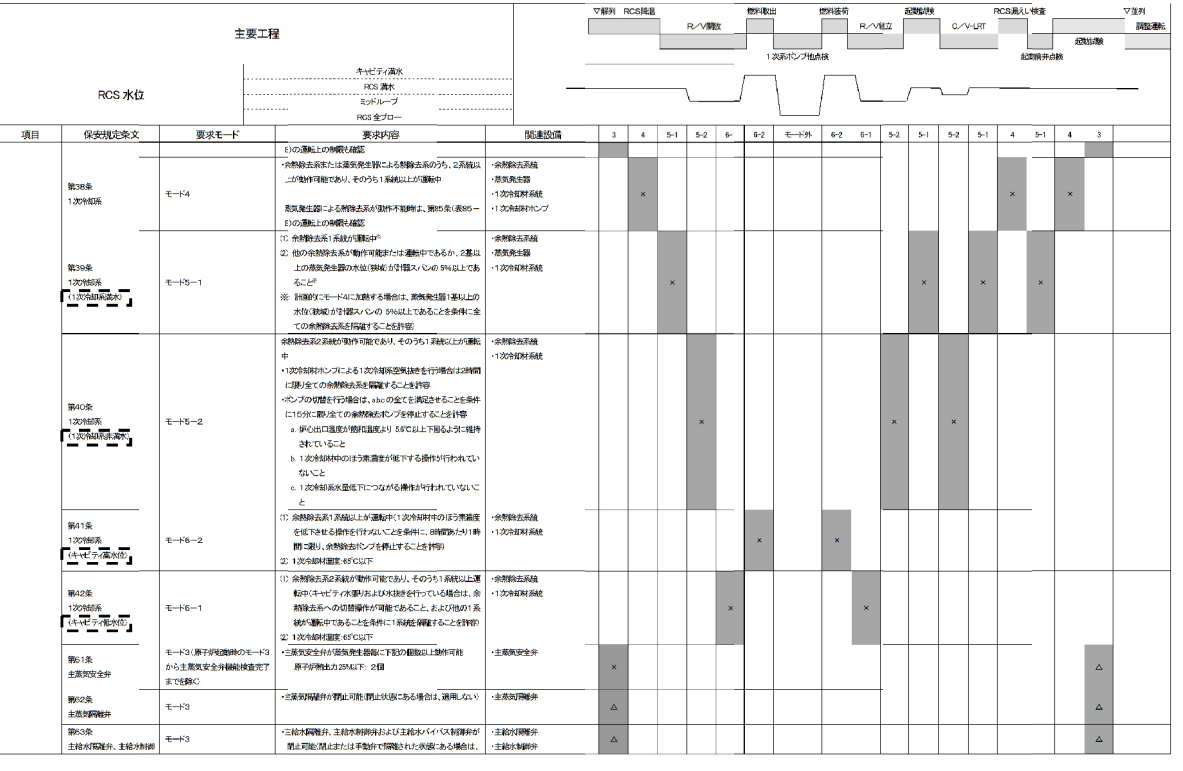 主要工程
▽解列 RCS降温 燃料取出 燃料装荷 起動試験 RCS漏えい検査 ▽並列
R/V開放 R/V組立 C/V-LRT 調整運転
起動試験
1次系ポンプ他点検 起動前弁点検
RCS 水位
キャビティ満水
RCS 満水
ミッドループ
RCS 全ブロー
項目 保安規定条文 要求モード 要求内容 関連設備 3 4 5-1 5-2 6- 6-2 モード外 6-2 6-1 5-2 5-1 5-2 5-1 4 5-1 4 3
8)の運転上の制限も確認
第38条
1次冷却系
モード4
・余熱除去系または蒸気発生器による熱除去系のうち、2系統以
上が動作可能であり、そのうち1系統以上が運転中
蒸気発生器による熱除去系が動作不能時は、第85条(表85-
8)の運転上の制限も確認
・余熱除去系統
・蒸気発生器
・1次冷却材系統
・1次冷却材ポンプ
× × ×
第39条
1次冷却系
(1次冷却系満水)
モード5-1
(1) 余熱除去系1系統が運転中※
(2) 他の余熱除去系が動作可能または運転中であるか、2基以
上の蒸気発生器の水位(狭域)が計器スパンの 5%以上であ
ること※
※: 計画的にモード4に加熱する場合は、蒸気発生器1基以上の
水位(狭域)が計器スパンの 5%以上であることを条件に全
ての余熱除去系を隔離することを許容)
・余熱除去系統
・蒸気発生器
・1次冷却材系統
× × × ×
第40条
1次冷却系
(1次冷却系非満水)
モード5-2
余熱除去系2系統が動作可能であり、そのうち1系統以上が運転
中
・1次冷却材ポンプによる1次冷却系空気抜きを行う場合は2時間
に限り全ての余熱除去系を隔離することを許容
・ポンプの切替を行う場合は、abcの全てを満足させることを条件
に15分に限り全ての余熱除去ポンプを停止することを許容
a. 炉心出口温度が飽和温度より 5.6℃以上下回るように維持
されていること
b. 1次冷却材中のほう素濃度が低下する操作が行われてい
ないこと
c. 1次冷却系水量低下につながる操作が行われていないこ
と
・余熱除去系統
・1次冷却材系統
× × ×
第41条
1次冷却系
(キャビティ高水位)
モード6-2
(1) 余熱除去系1系統以上が運転中(1次冷却材中のほう素濃度
を低下させる操作を行わないことを条件に、8時間あたり1時
間に限り、余熱除去ポンプを停止することを許容)
(2) 1次冷却材温度:65℃以下
・余熱除去系統
・1次冷却材系統
× ×
第42条
1次冷却系
(キャビティ低水位)
モード6-1
(1) 余熱除去系2系統が動作可能であり、そのうち1系統以上運
転中(キャビティ水張りおよび水抜きを行っている場合は、余
熱除去系への切替操作が可能であること、および他の1系
統が運転中であることを条件に1系統を隔離することを許容)
(2) 1次冷却材温度:65℃以下
・余熱除去系統
・1次冷却材系統
× ×
第61条
主蒸気安全弁
モード3(原子炉起動時のモード3
から主蒸気安全弁機能検査完了
までを除く)
・主蒸気安全弁が蒸気発生器毎に下記の個数以上動作可能
原子炉熱出力25%以下: 2個
・主蒸気安全弁
× △
第62条
主蒸気隔離弁
モード3
・主蒸気隔離弁が閉止可能(閉止状態にある場合は、適用しない)
・主蒸気隔離弁
△ △
第63条
主給水隔離弁、主給水制御
モード3
・主給水隔離弁、主給水制御弁および主給水バイパス制御弁が
閉止可能(閉止または手動弁で隔離された状態にある場合は、
・主給水隔離弁
・主給水制御弁
△ △